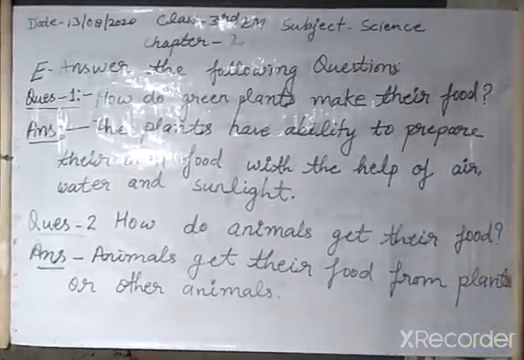 Date-13/08/2020 Class-3rd EM Subject-Science
Chapter-2
E-Answer the following Questions:
Ques-1:- How do green plants make their food?
Ans:- The plants have ability to prepare
their own food with the help of air,
water and sunlight.
Ques-2 How do animals get their food?
Ans-Animals get their food from plants
or other animals.
XRecorder